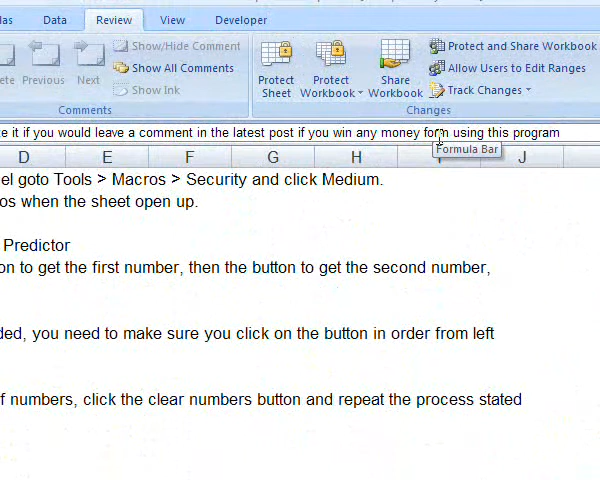 las Data Review View Developer
ete Previous Next Show/Hide Comment Show All Comments Show Ink
Protect Sheet Protect Workbook Share Workbook Protect and Share Workbook Allow Users to Edit Ranges Track Changes
Comments Changes
e it if you would leave a comment in the latest post if you win any money form using this program
Formula Bar
D E F G H I J
el goto Tools > Macros > Security and click Medium.
os when the sheet open up.
Predictor
on to get the first number, then the button to get the second number,
ded, you need to make sure you click on the button in order from left
f numbers, click the clear numbers button and repeat the process stated